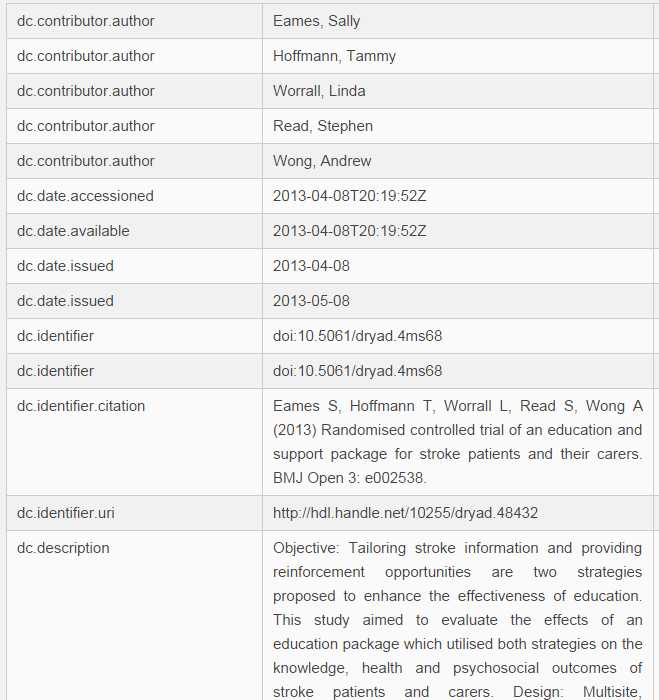 dc.contributor.author Eames, Sally
dc.contributor.author Hoffmann, Tammy
dc.contributor.author Worrall, Linda
dc.contributor.author Read, Stephen
dc.contributor.author Wong, Andrew
dc.date.accessioned 2013-04-08T20:19:52Z
dc.date.available 2013-04-08T20:19:52Z
dc.date.issued 2013-04-08
dc.date.issued 2013-05-08
dc.identifier doi:10.5061/dryad.4ms68
dc.identifier doi:10.5061/dryad.4ms68
dc.identifier.citation Eames S, Hoffmann T, Worrall L, Read S, Wong A
(2013) Randomised controlled trial of an education and
support package for stroke patients and their carers.
BMJ Open 3: e002538.
dc.identifier.uri http://hdl.handle.net/10255/dryad.48432
dc.description Objective: Tailoring stroke information and providing
reinforcement opportunities are two strategies
proposed to enhance the effectiveness of education.
This study aimed to evaluate the effects of an
education package which utilised both strategies on the
knowledge, health and psychosocial outcomes of
stroke patients and carers. Design: Multisite,